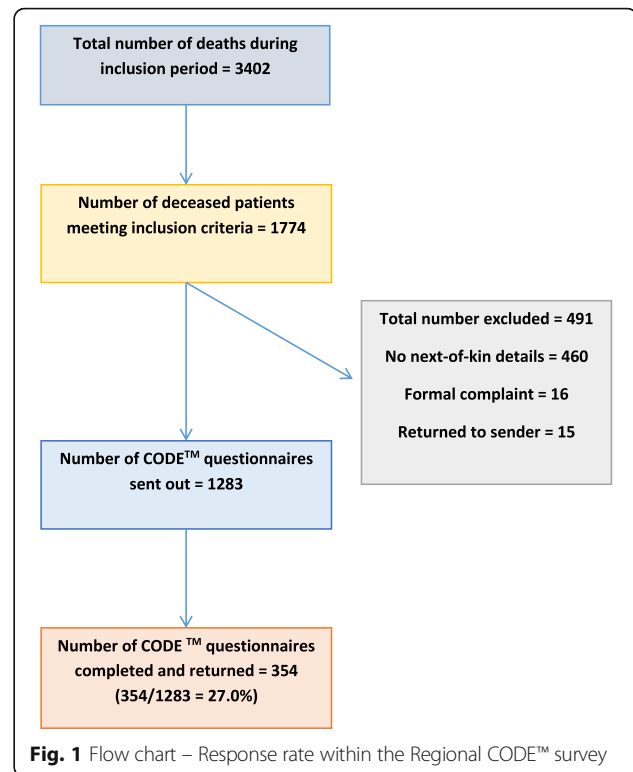 Total number of deaths during
inclusion period = 3402
Number of deceased patients
meeting inclusion criteria = 1774
Total number excluded = 491
No next-of-kin details = 460
Formal complaint = 16
Returned to sender = 15
Number of CODE™ questionnaires
sent out = 1283
Number of CODE ™ questionnaires
completed and returned = 354
(354/1283 = 27.0%)
Fig. 1 Flow chart – Response rate within the Regional CODE™ survey